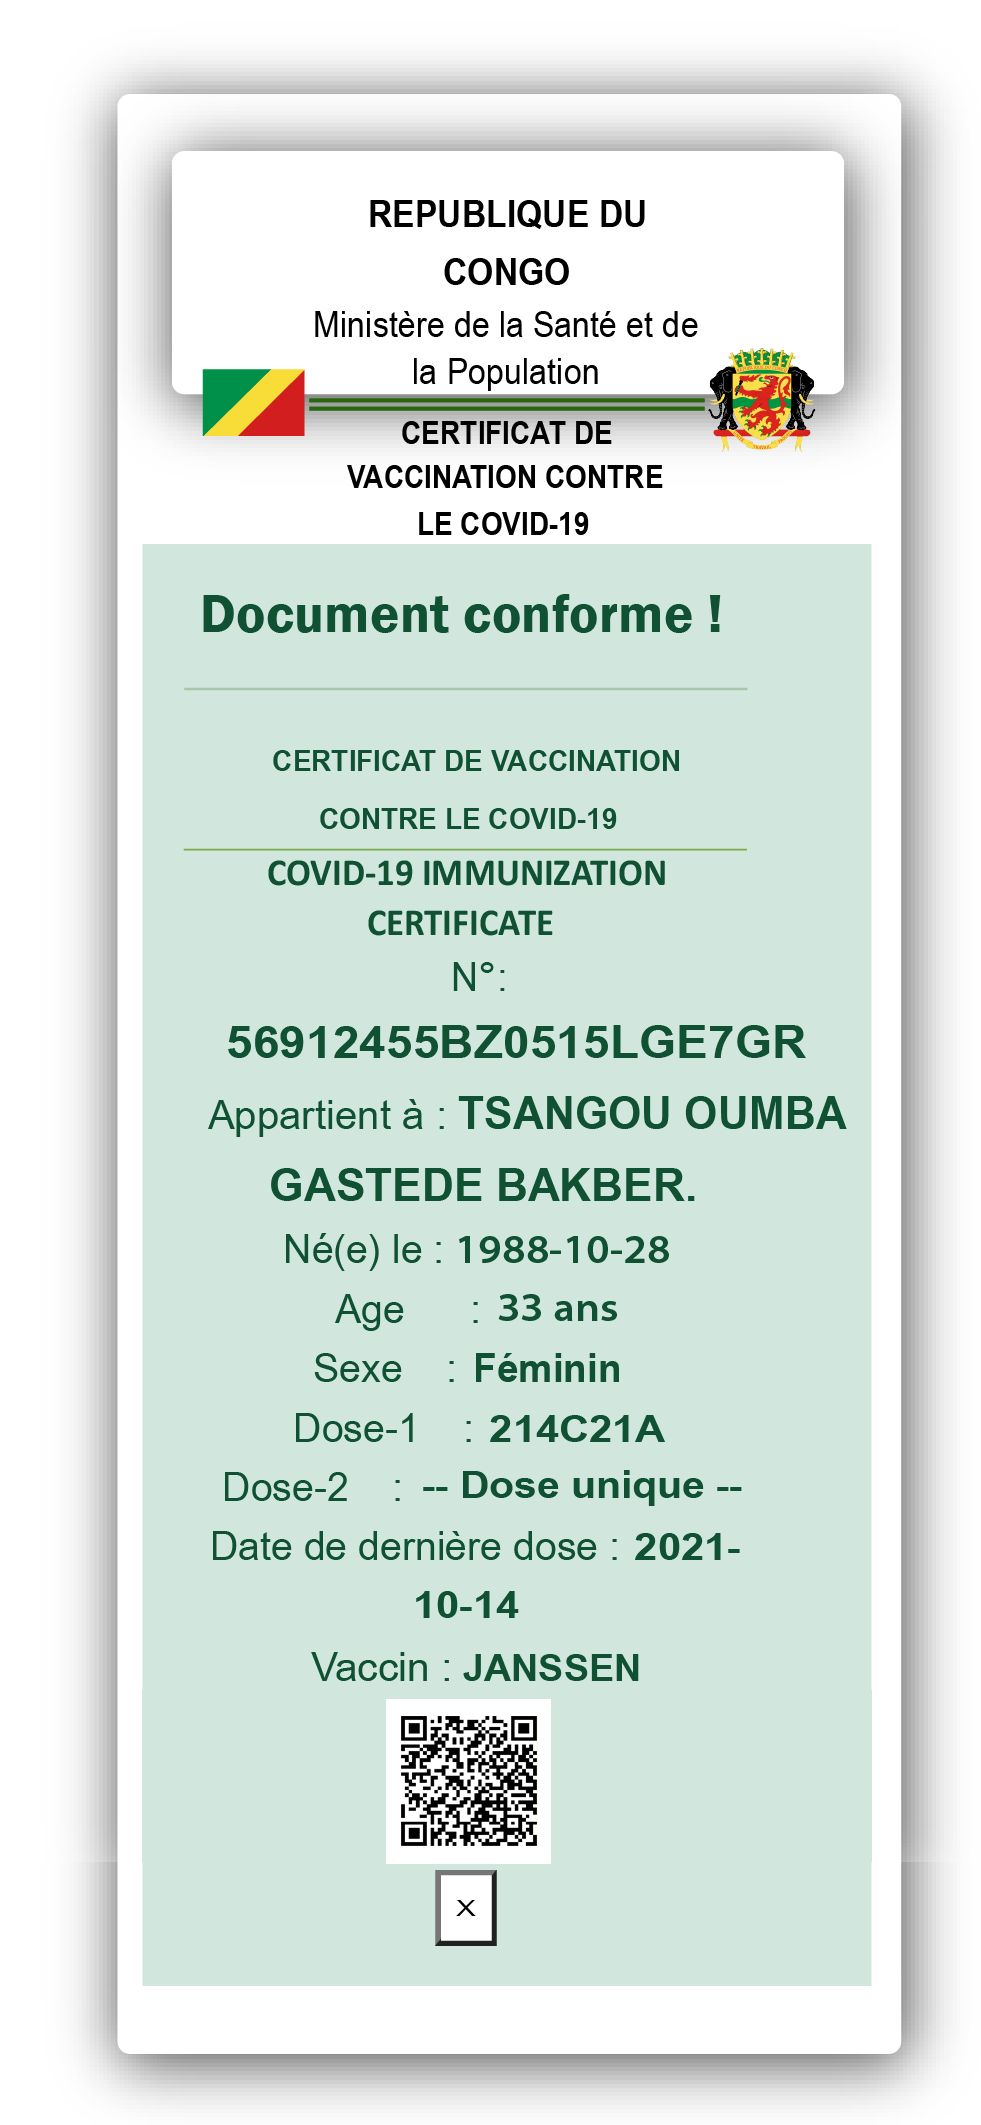 REPUBLIQUE DU
CONGO
Ministère de la Santé et de
la Population
CERTIFICAT DE
VACCINATION CONTRE
LE COVID-19
Document conforme !
CERTIFICAT DE VACCINATION
CONTRE LE COVID-19
COVID-19 IMMUNIZATION
CERTIFICATE
N°:
56912455BZ0515LGE7GR
Appartient à : TSANGOU OUMBA
GASTEDE BAKBER.
Né(e) le : 1988-10-28
Age : 33 ans
Sexe : Féminin
Dose-1 : 214C21A
Dose-2 : -- Dose unique --
Date de dernière dose : 2021-
10-14
Vaccin : JANSSEN
X